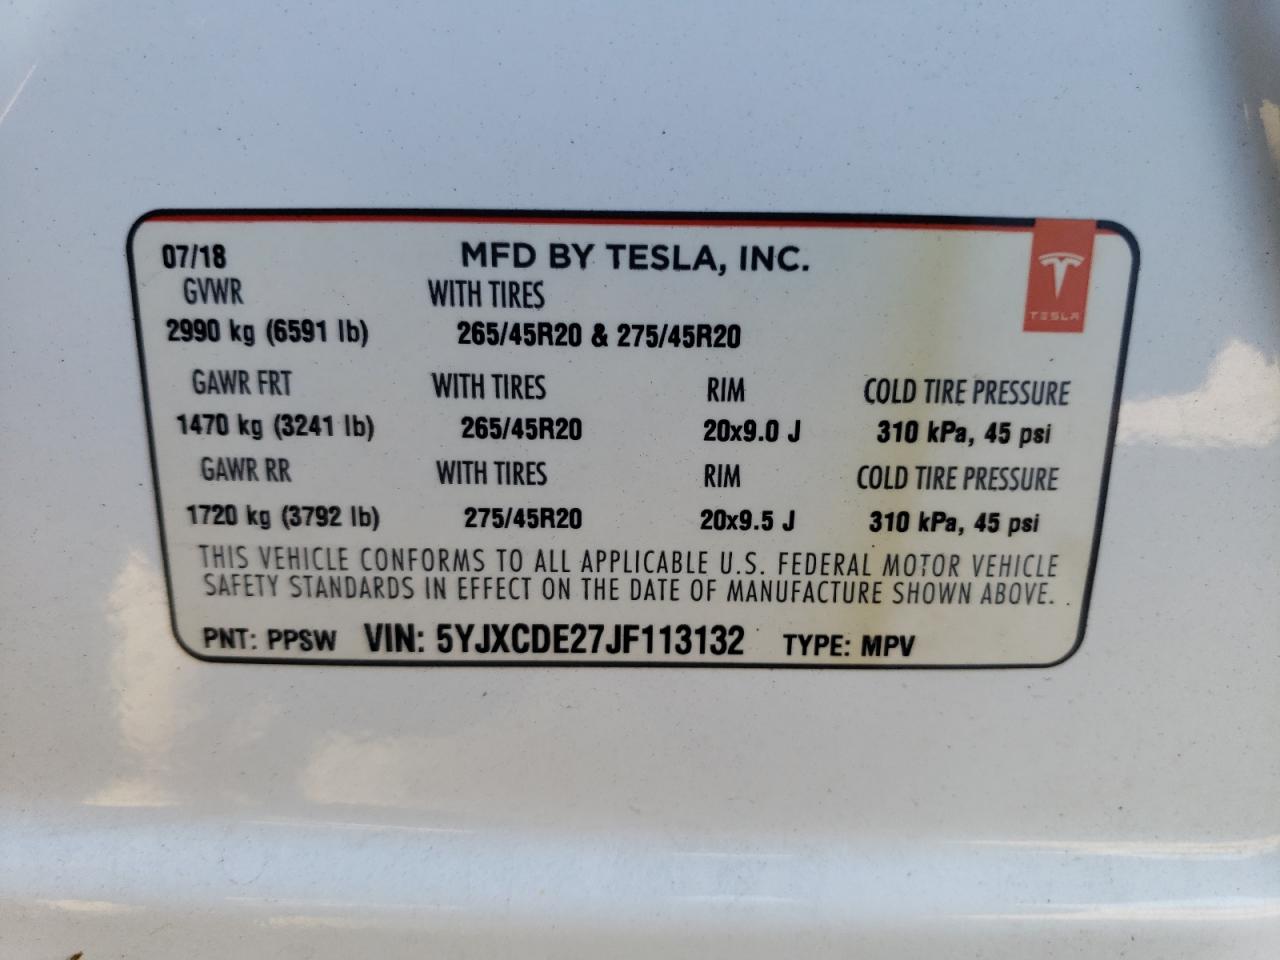 07/18 MFD BY TESLA, INC.
GVWR WITH TIRES
2990 kg (6591 lb) 265/45R20 & 275/45R20
TESLA
GAWR FRT WITH TIRES RIM COLD TIRE PRESSURE
1470 kg (3241 lb) 265/45R20 20x9.0 J 310 kPa, 45 psi
GAWR RR WITH TIRES RIM COLD TIRE PRESSURE
1720 kg (3792 lb) 275/45R20 20x9.5 J 310 kPa, 45 psi
THIS VEHICLE CONFORMS TO ALL APPLICABLE U.S. FEDERAL MOTOR VEHICLE
SAFETY STANDARDS IN EFFECT ON THE DATE OF MANUFACTURE SHOWN ABOVE.
PNT: PPSW VIN: 5YJXCDE27JF113132 TYPE: MPV